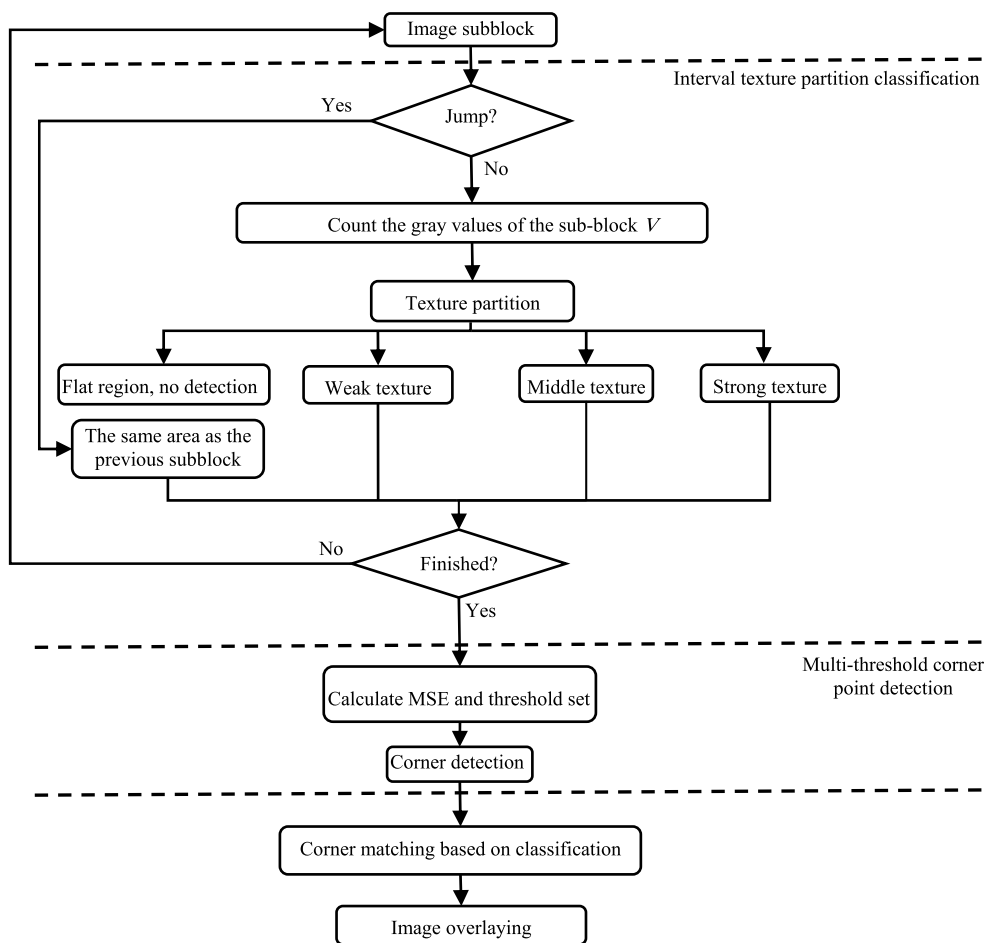 Image subblock
Interval texture partition classification
Yes
Jump?
No
Count the gray values of the sub-block V
Texture partition
Flat region, no detection
Weak texture
Middle texture
Strong texture
The same area as the
previous subblock
No
Finished?
Yes
Multi-threshold corner
point detection
Calculate MSE and threshold set
Corner detection
Corner matching based on classification
Image overlaying